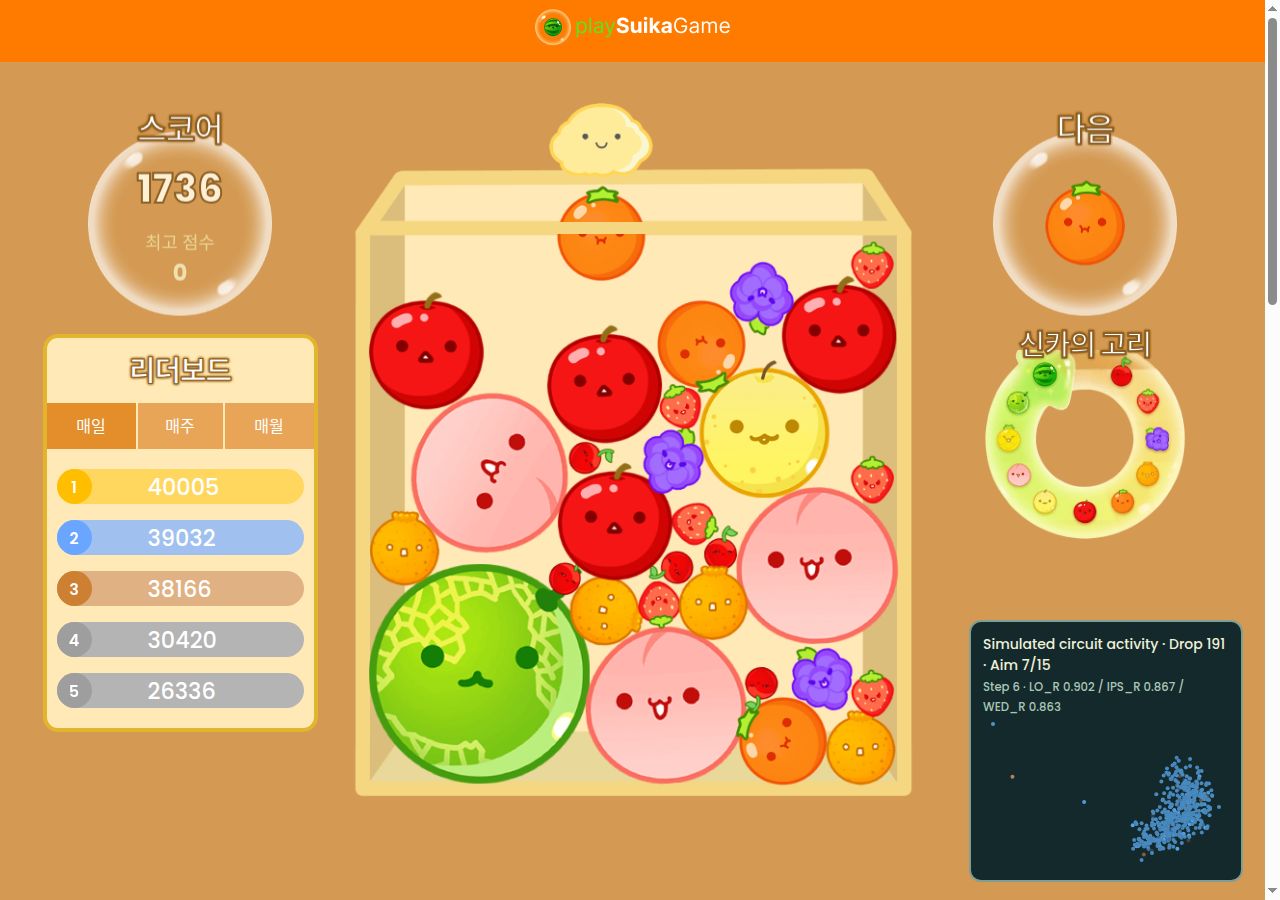 playSuikaGame
스코어
1736
최고 점수
0
다음
신카의 고리
리더보드
매일 매주 매월
1 40005
2 39032
3 38166
4 30420
5 26336
Simulated circuit activity · Drop 191
· Aim 7/15
Step 6 · LO_R 0.902 / IPS_R 0.867 /
WED_R 0.863